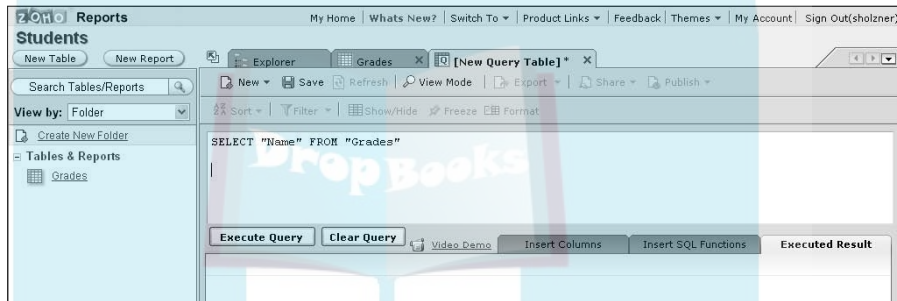 ZOHO Reports
My Home | Whats New? | Switch To | Product Links | Feedback | Themes | My Account | Sign Out(sholzner)
Students
New Table New Report
Explorer Grades X [New Query Table] * X
New Save Refresh | View Mode | Export | Share Publish
Search Tables/Reports
View by: Folder
Sort | Filter | Show/Hide Freeze Format
Create New Folder
SELECT "Name" FROM "Grades"
Tables & Reports
Grades
Drop Books
Execute Query Clear Query Video Demo Insert Columns Insert SQL Functions Executed Result